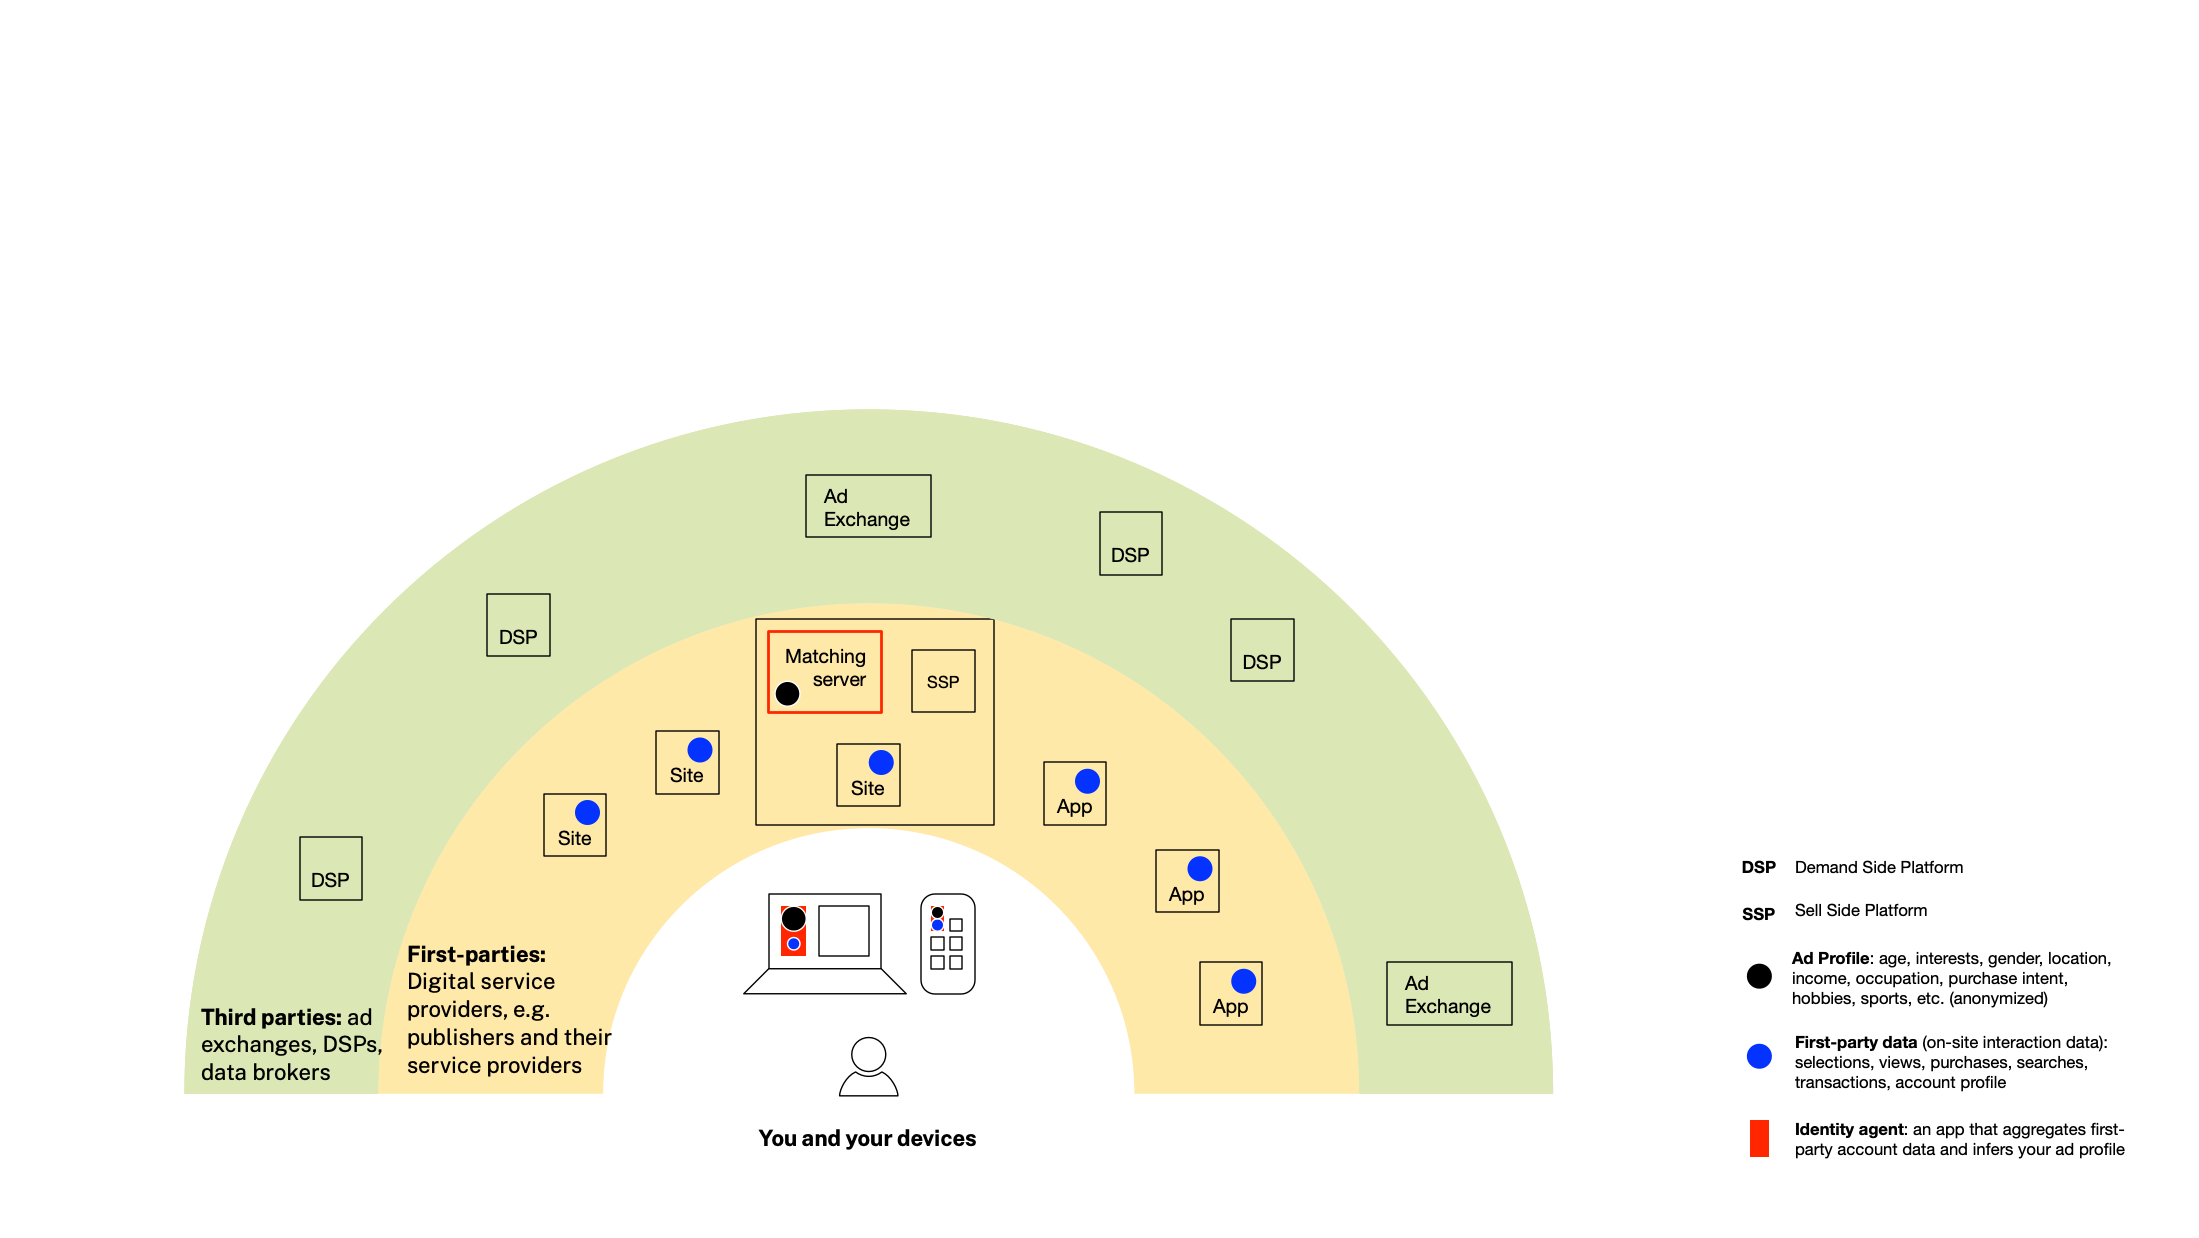 Ad
Exchange
DSP
DSP
DSP
Matching
server
SSP
Site
Site
Site
App
App
App
DSP
Ad
Exchange
First-parties:
Digital service
providers, e.g.
publishers and their
service providers
Third parties: ad
exchanges, DSPs,
data brokers
You and your devices
DSP Demand Side Platform
SSP Sell Side Platform
Ad Profile: age, interests, gender, location,
income, occupation, purchase intent,
hobbies, sports, etc. (anonymized)
First-party data (on-site interaction data):
selections, views, purchases, searches,
transactions, account profile
Identity agent: an app that aggregates first-
party account data and infers your ad profile